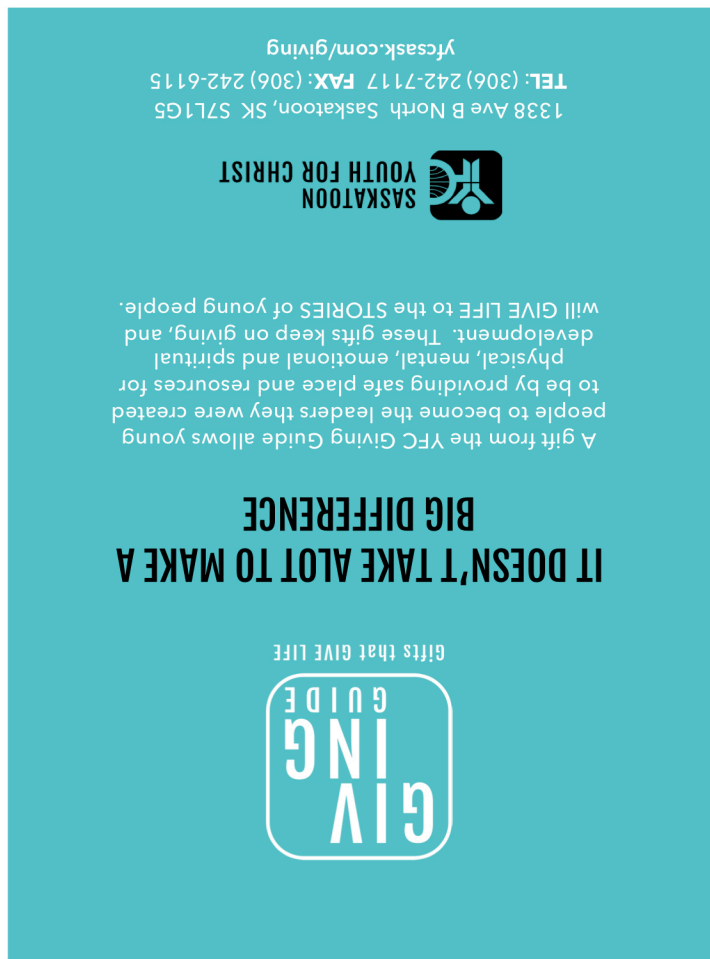 GIV
ING
GUIDE
Gifts that GIVE LIFE
IT DOESN'T TAKE ALOT TO MAKE A
BIG DIFFERENCE
A gift from the YFC Giving Guide allows young
people to become the leaders they were created
to be by providing safe place and resources for
physical, mental, emotional and spiritual
development. These gifts keep on giving, and
will GIVE LIFE to the STORIES of young people.
SASKATOON
YOUTH FOR CHRIST
1338 Ave B North Saskatoon, SK S7L1G5
TEL: (306) 242-7117 FAX: (306) 242-6115
yfcsask.com/giving